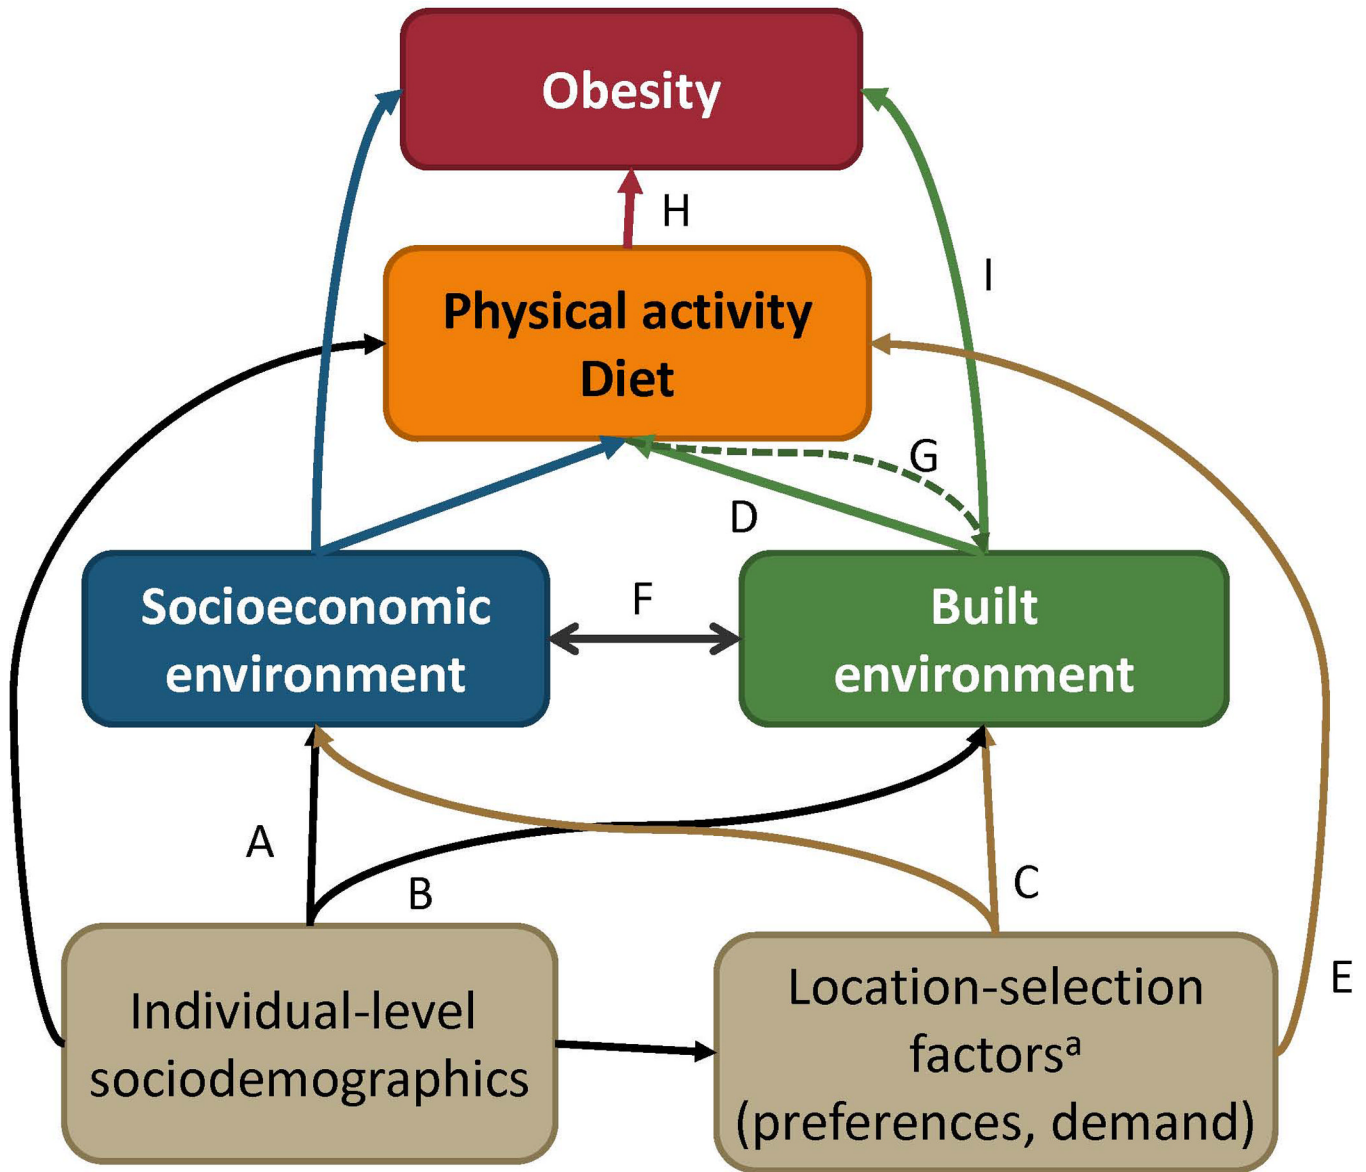 Obesity
H
I
Physical activity
Diet
G
D
Socioeconomic
environment
F
Built
environment
A
B
C
E
Individual-level
sociodemographics
Location-selection
factorsᵃ
(preferences, demand)